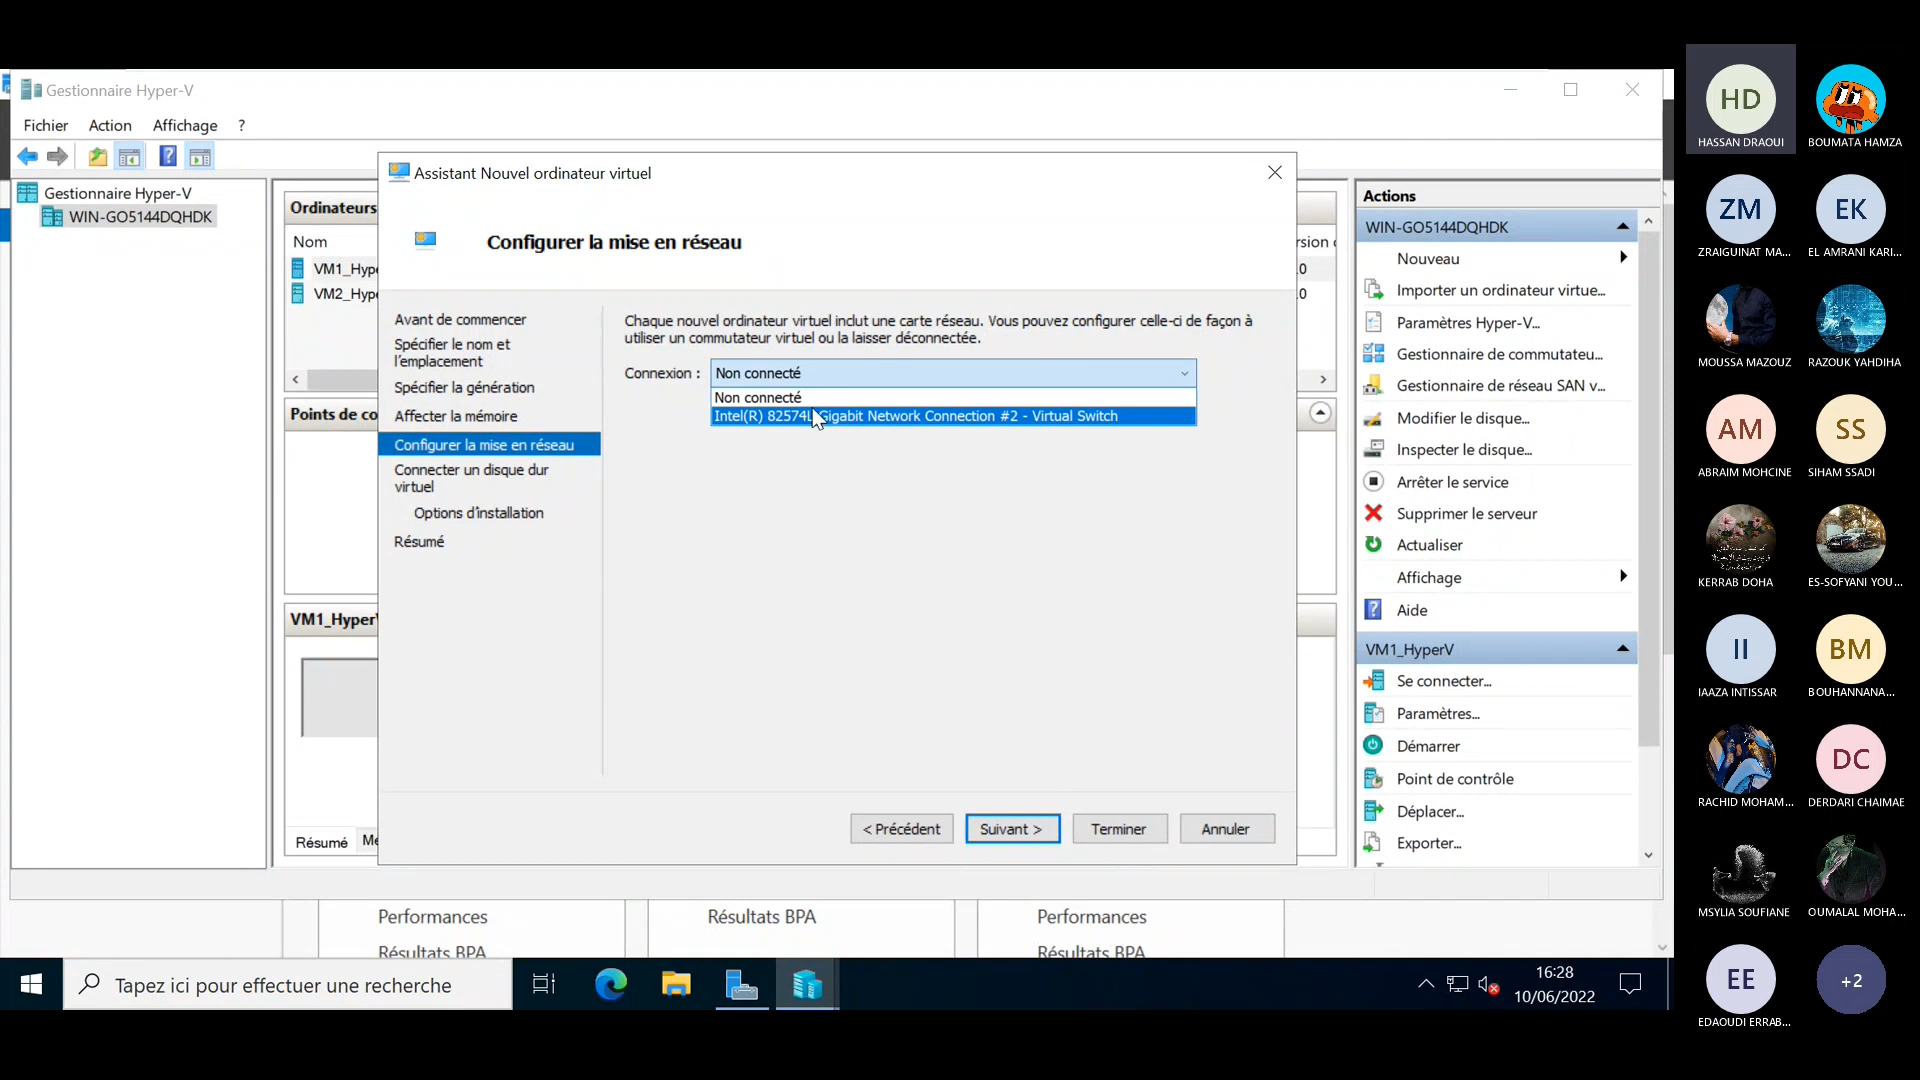 Gestionnaire Hyper-V
Fichier Action Affichage ?
Gestionnaire Hyper-V
WIN-GO5144DQHDK
Ordinateurs
Nom
VM1_Hype
VM2_Hype
Points de co
VM1_Hyper
Résumé
rsion
.0
.0
Assistant Nouvel ordinateur virtuel
Configurer la mise en réseau
Avant de commencer
Spécifier le nom et
l'emplacement
Spécifier la génération
Affecter la mémoire
Configurer la mise en réseau
Connecter un disque dur
virtuel
Options d'installation
Résumé
Chaque nouvel ordinateur virtuel inclut une carte réseau. Vous pouvez configurer celle-ci de façon à
utiliser un commutateur virtuel ou la laisser déconnectée.
Connexion : Non connecté
Non connecté
Intel(R) 82574L Gigabit Network Connection #2 - Virtual Switch
< Précédent Suivant > Terminer Annuler
Actions
WIN-GO5144DQHDK
Nouveau
Importer un ordinateur virtue...
Paramètres Hyper-V...
Gestionnaire de commutateu...
Gestionnaire de réseau SAN v...
Modifier le disque...
Inspecter le disque...
Arrêter le service
Supprimer le serveur
Actualiser
Affichage
Aide
VM1_HyperV
Se connecter...
Paramètres...
Démarrer
Point de contrôle
Déplacer...
Exporter...
Performances Résultats BPA Performances
Résultats BPA Résultats BPA
Tapez ici pour effectuer une recherche
16:28
10/06/2022
HD
HASSAN DRAOUI BOUMATA HAMZA
ZM EK
ZRAIGUINAT MA... EL AMRANI KARI...
MOUSSA MAZOUZ RAZOUK YAHDIHA
AM SS
ABRAIM MOHCINE SIHAM SSADI
KERRAB DOHA ES-SOFYANI YOU...
II BM
IAAZA INTISSAR BOUHANNANA...
DC
RACHID MOHAM... DERDARI CHAIMAE
MSYLIA SOUFIANE OUMALAL MOHA...
EE +2
EDAOUDI ERRAB...